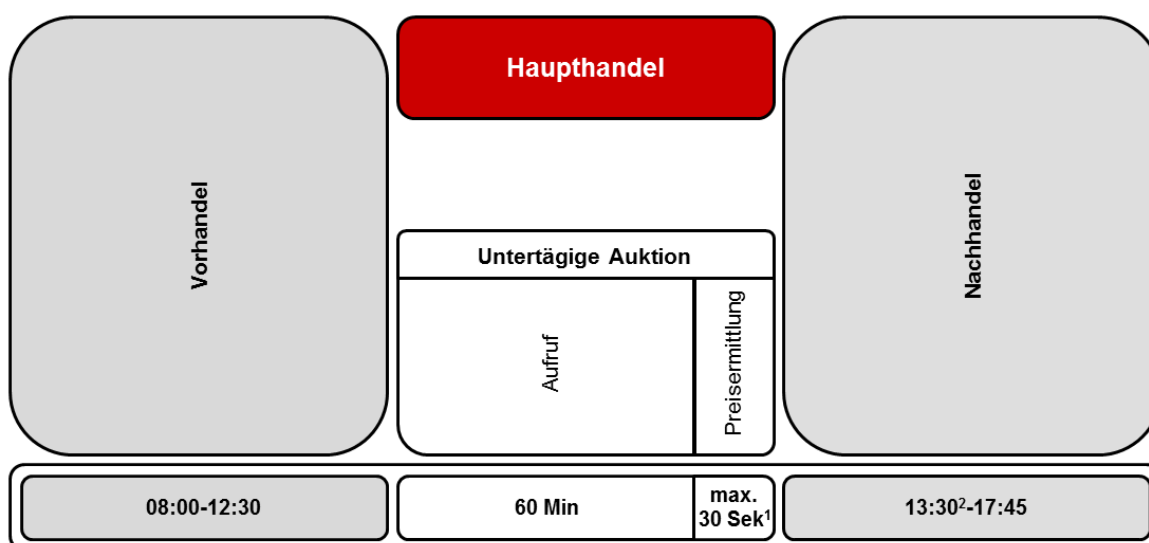 Haupthandel
Vorhandel
Untertägige Auktion
Aufruf
Preisermittlung
Nachhandel
08:00-12:30
60 Min
max.
30 Sek¹
13:30²-17:45